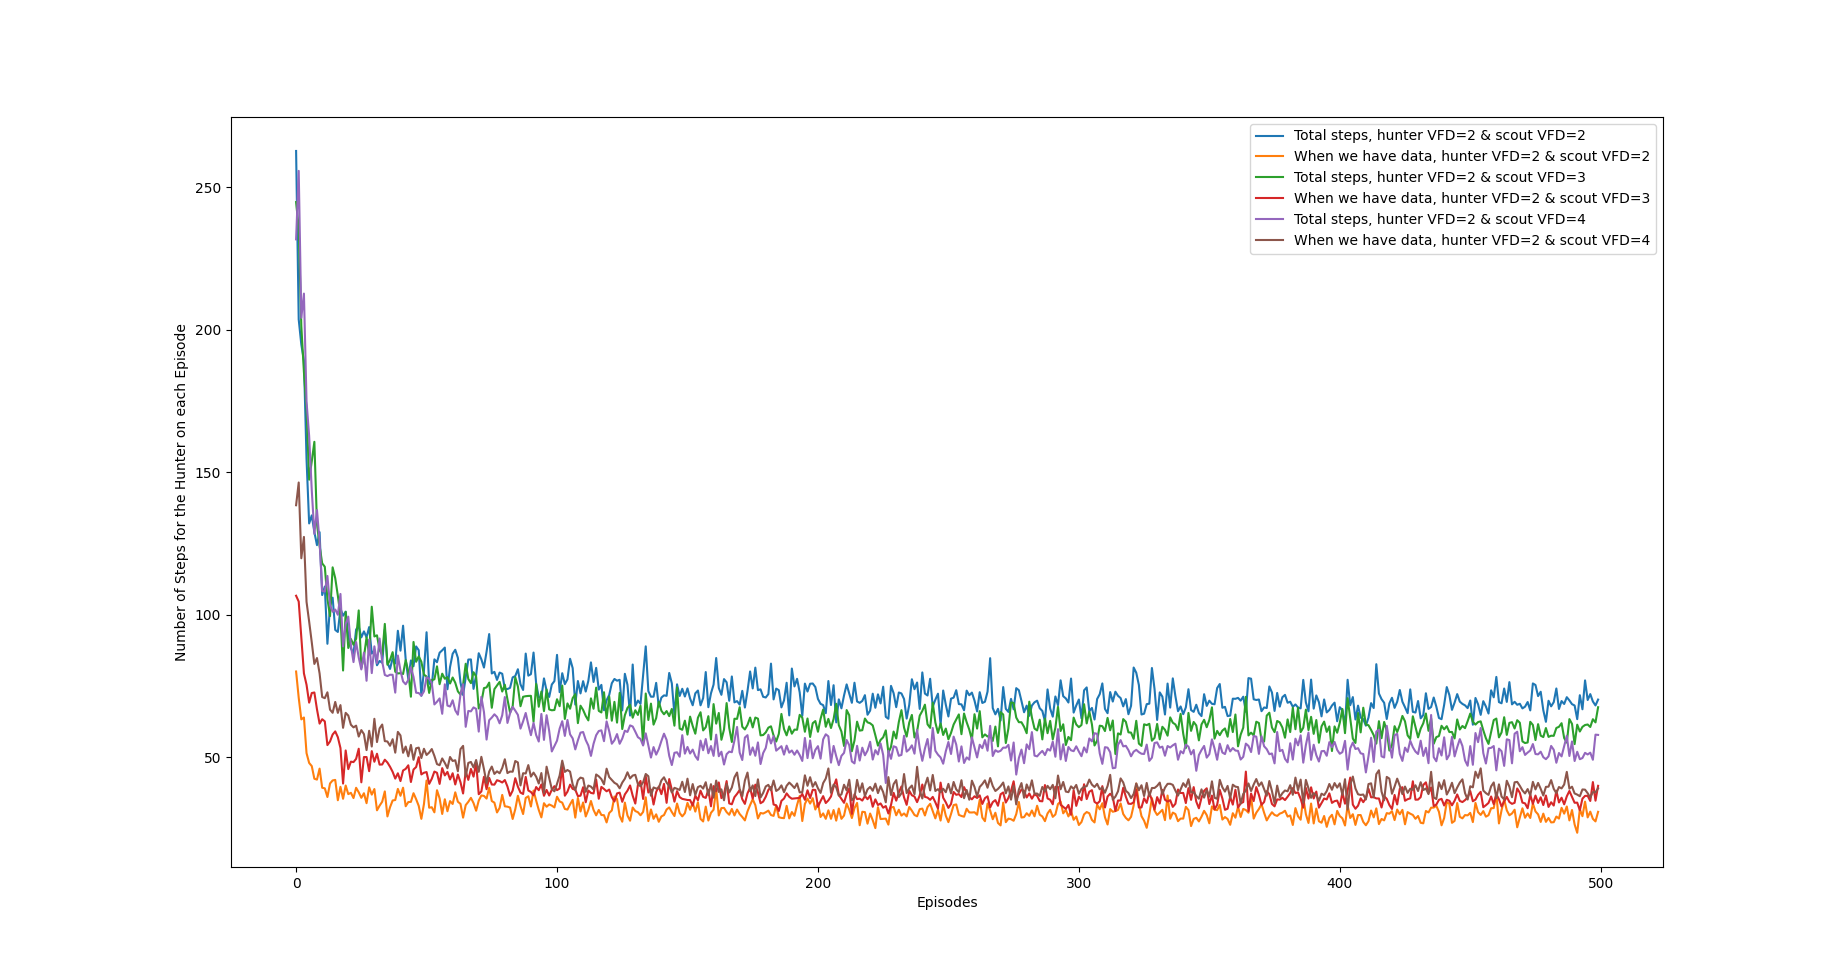 Total steps, hunter VFD=2 & scout VFD=2
When we have data, hunter VFD=2 & scout VFD=2
Total steps, hunter VFD=2 & scout VFD=3
When we have data, hunter VFD=2 & scout VFD=3
Total steps, hunter VFD=2 & scout VFD=4
When we have data, hunter VFD=2 & scout VFD=4
Number of Steps for the Hunter on each Episode
250
200
150
100
50
0 100 200 300 400 500
Episodes